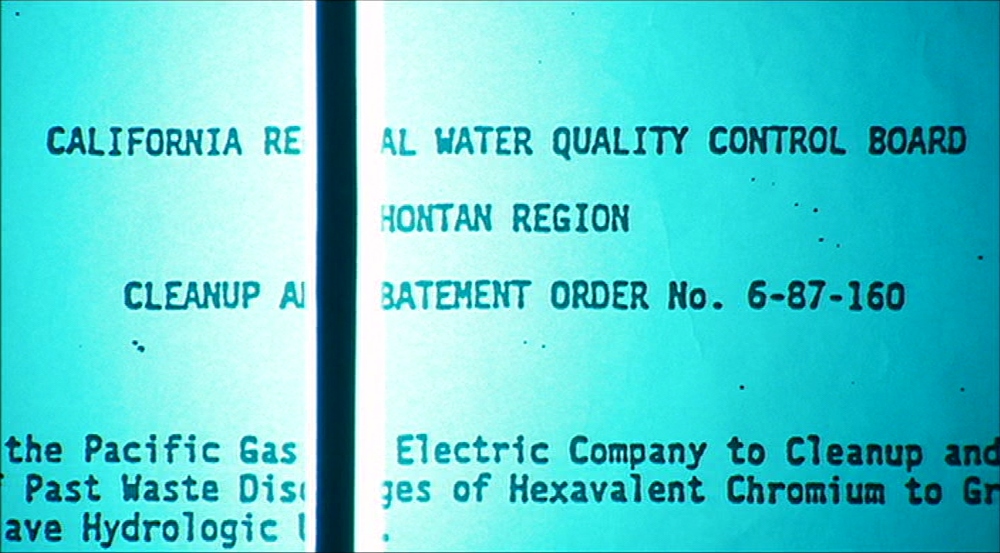 CALIFORNIA RE AL WATER QUALITY CONTROL BOARD
HONTAN REGION
CLEANUP A BATEMENT ORDER No. 6-87-160
the Pacific Gas Electric Company to Cleanup and
Past Waste Disc ges of Hexavalent Chromium to Gr
ave Hydrologic .